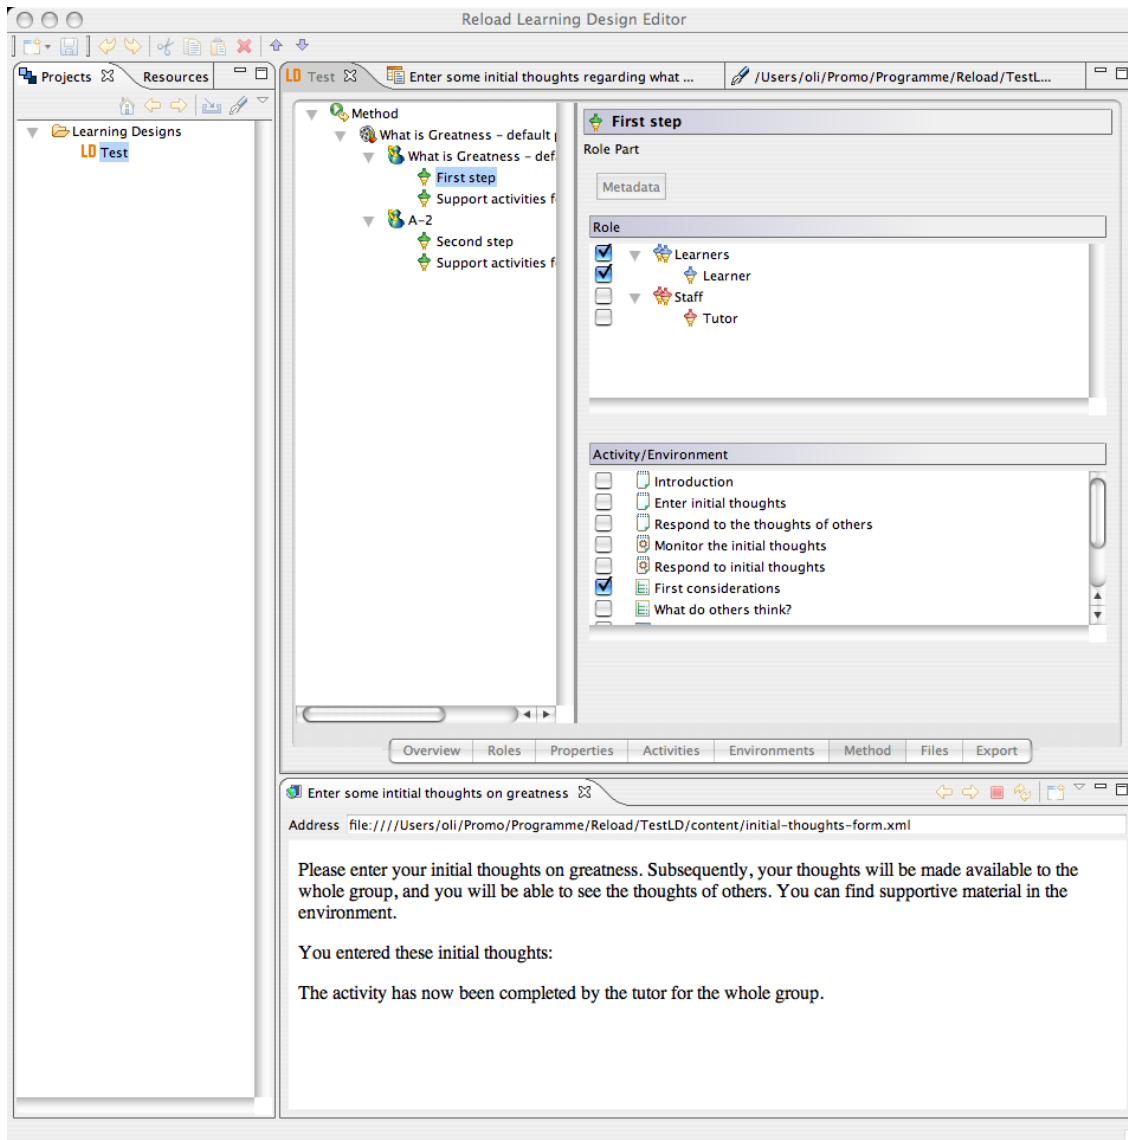 Reload Learning Design Editor
Projects
Resources
Learning Designs
LD Test
LD Test
Enter some initial thoughts regarding what ...
/Users/oli/Promo/Programme/Reload/TestL...
Method
What is Greatness - default
What is Greatness - def
First step
Support activities f
A-2
Second step
Support activities f
First step
Role Part
Metadata
Role
Learners
Learner
Staff
Tutor
Activity/Environment
Introduction
Enter initial thoughts
Respond to the thoughts of others
Monitor the initial thoughts
Respond to initial thoughts
First considerations
What do others think?
Overview Roles Properties Activities Environments Method Files Export
Enter some intitial thoughts on greatness
Address file:////Users/oli/Promo/Programme/Reload/TestLD/content/initial-thoughts-form.xml
Please enter your initial thoughts on greatness. Subsequently, your thoughts will be made available to the
whole group, and you will be able to see the thoughts of others. You can find supportive material in the
environment.
You entered these initial thoughts:
The activity has now been completed by the tutor for the whole group.